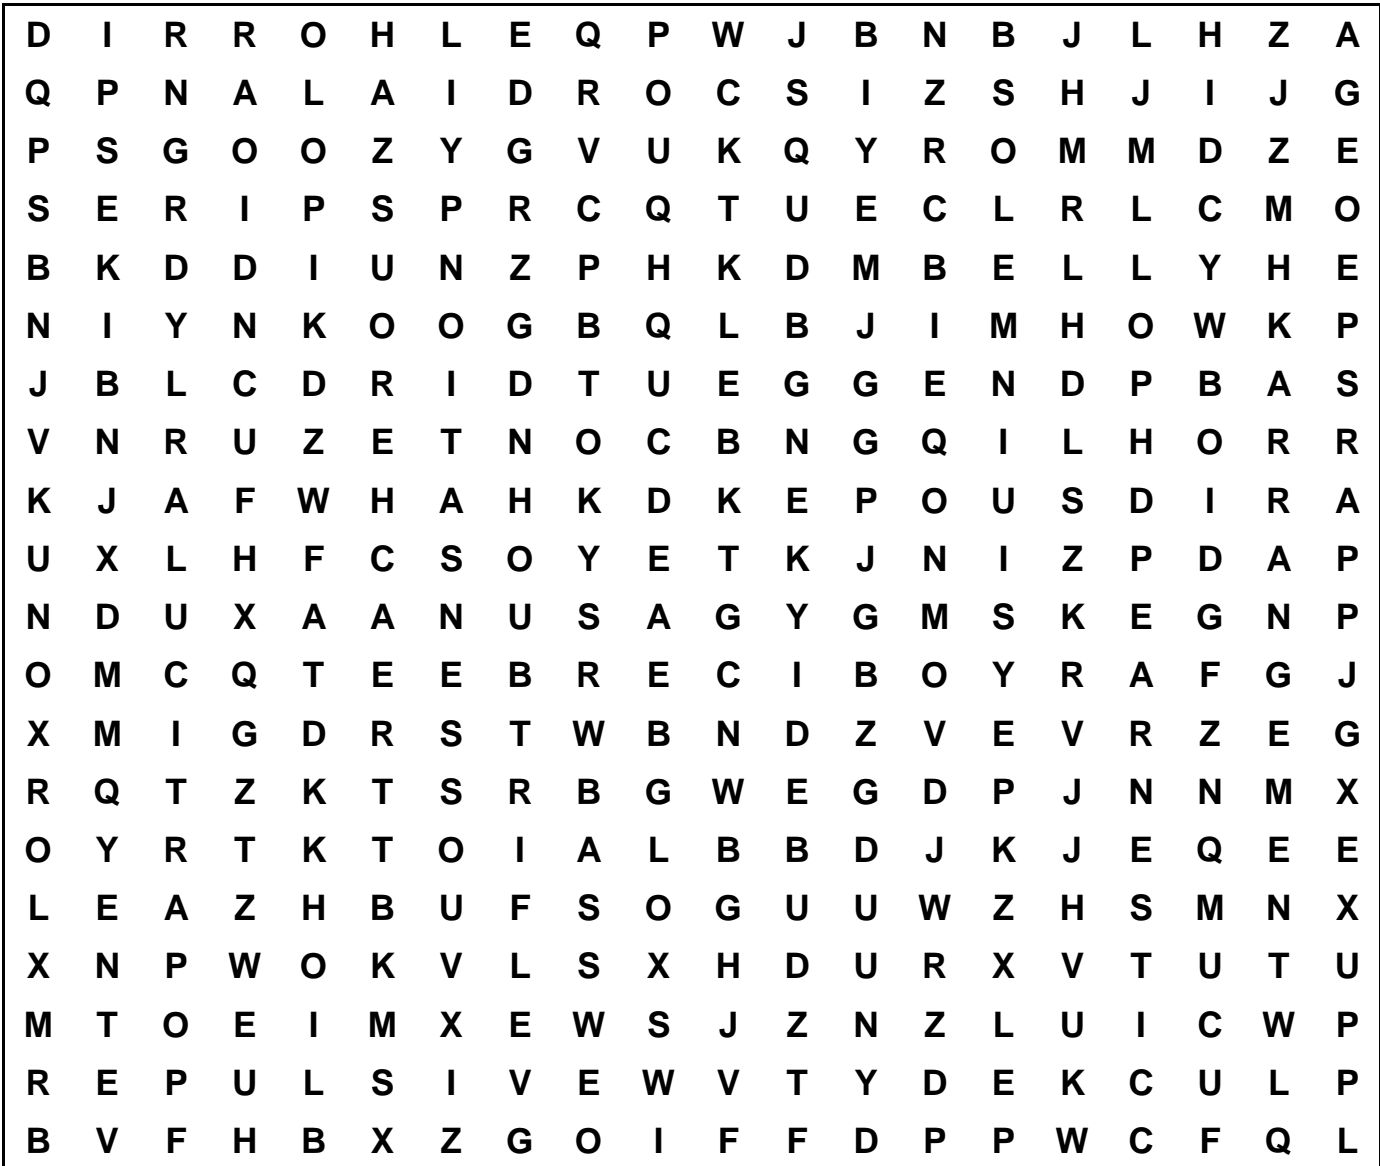 D I R R O H L E Q P W J B N B J L H Z A
Q P N A L A I D R O C S I Z S H J I J G
P S G O O Z Y G V U K Q Y R O M M D Z E
S E R I P S P R C Q T U E C L R L C M O
B K D D I U N Z P H K D M B E L L Y H E
N I Y N K O O G B Q L B J I M H O W K P
J B L C D R I D T U E G G E N D P B A S
V N R U Z E T N O C B N G Q I L H O R R
K J A F W H A H K D K E P O U S D I R A
U X L H F C S O Y E T K J N I Z P D A P
N D U X A A N U S A G Y G M S K E G N P
O M C Q T E E B R E C I B O Y R A F G J
X M I G D R S T W B N D Z V E V R Z E G
R Q T Z K T S R B G W E G D P J N N M X
O Y R T K T O I A L B B D J K J E Q E E
L E A Z H B U F S O G U U W Z H S M N X
X N P W O K V L S X H D U R X V T U T U
M T O E I M X E W S J Z N Z L U I C W P
R E P U L S I V E W V T Y D E K C U L P
B V F H B X Z G O I F F D P P W C F Q L